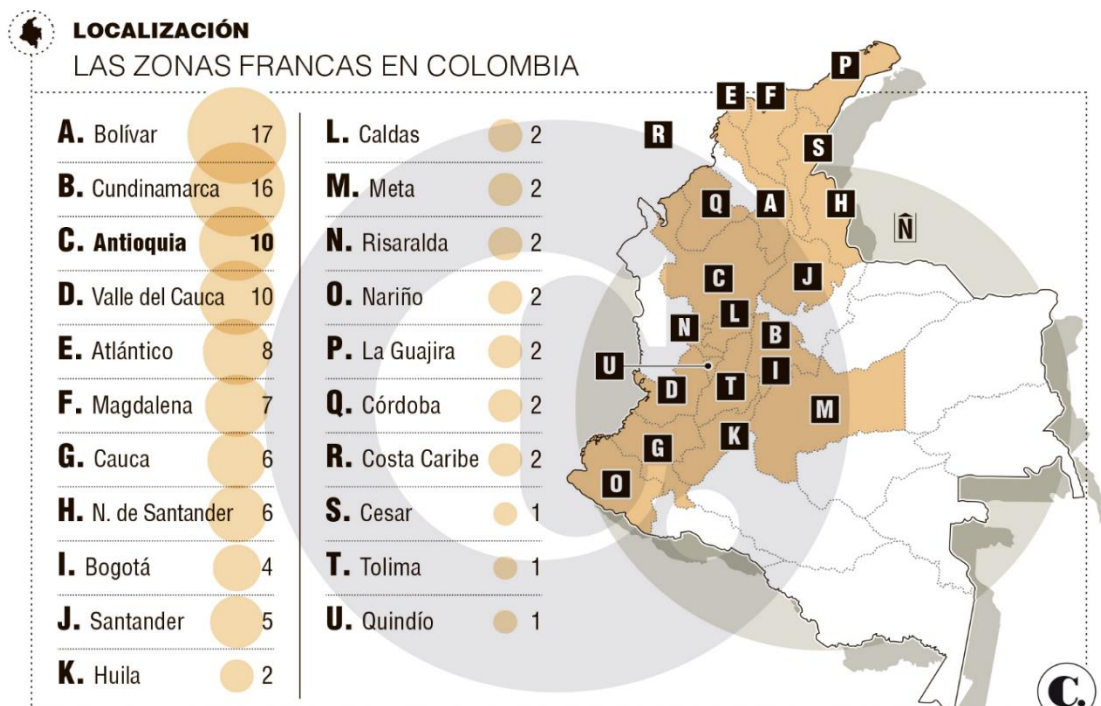 LOCALIZACIÓN
LAS ZONAS FRANCAS EN COLOMBIA
A. Bolívar 17
B. Cundinamarca 16
C. Antioquia 10
D. Valle del Cauca 10
E. Atlántico 8
F. Magdalena 7
G. Cauca 6
H. N. de Santander 6
I. Bogotá 4
J. Santander 5
K. Huila 2
L. Caldas 2
M. Meta 2
N. Risaralda 2
O. Nariño 2
P. La Guajira 2
Q. Córdoba 2
R. Costa Caribe 2
S. Cesar 1
T. Tolima 1
U. Quindío 1
P
E F
R
S
Q A H
N
C J
L
N B
U I
D T
M
K
G
O
C.